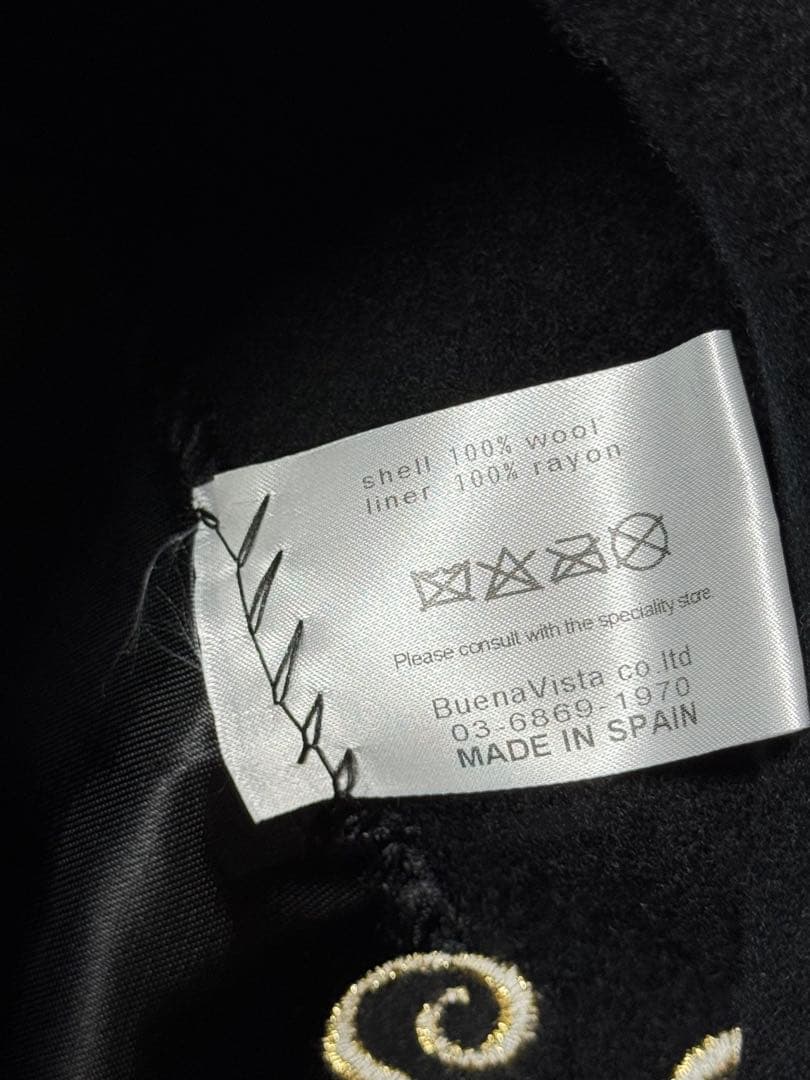 shell 100% wool
liner 100% rayon
Please consult with the speciality store.
BuenaVista co ltd
03-6869-1970
MADE IN SPAIN